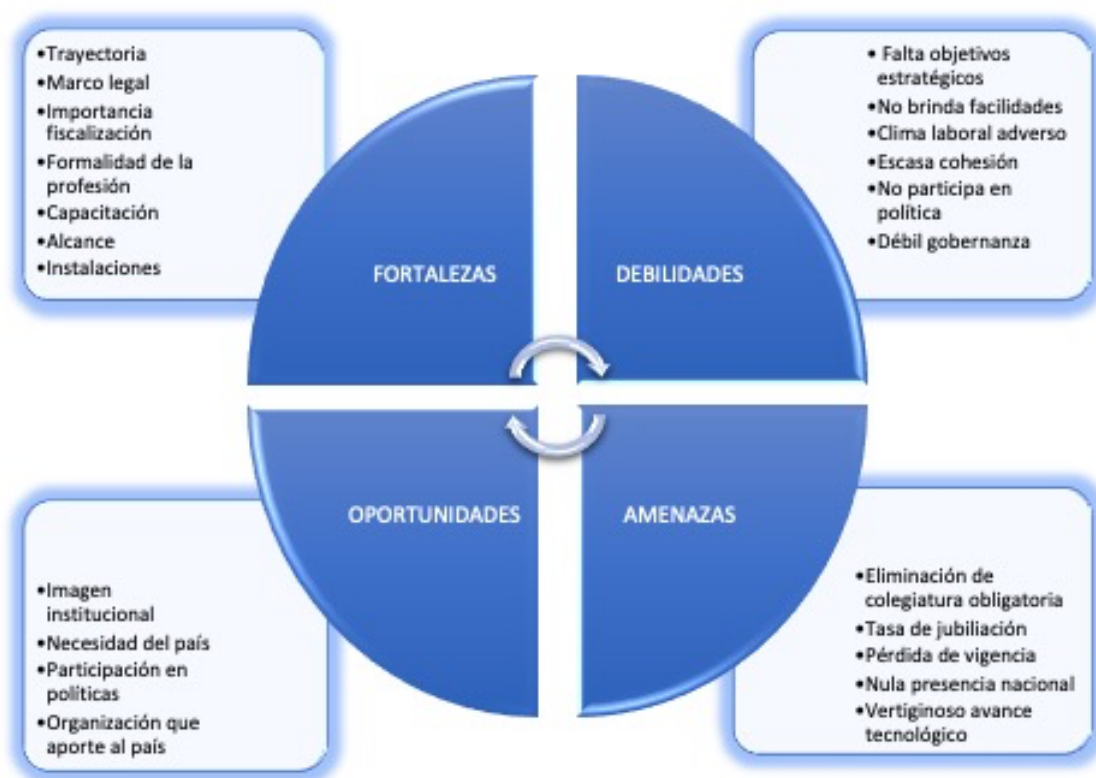 •Trayectoria
•Marco legal
•Importancia
fiscalización
•Formalidad de la
profesión
•Capacitación
•Alcance
•Instalaciones
• Falta objetivos
estratégicos
•No brinda facilidades
•Clima laboral adverso
•Escasa cohesión
•No participa en
política
•Débil gobernanza
FORTALEZAS
DEBILIDADES
OPORTUNIDADES
AMENAZAS
•Imagen
institucional
•Necesidad del país
•Participación en
políticas
•Organización que
aporte al país
•Eliminación de
colegiatura obligatoria
•Tasa de jubiliación
•Pérdida de vigencia
•Nula presencia nacional
•Vertiginoso avance
tecnológico